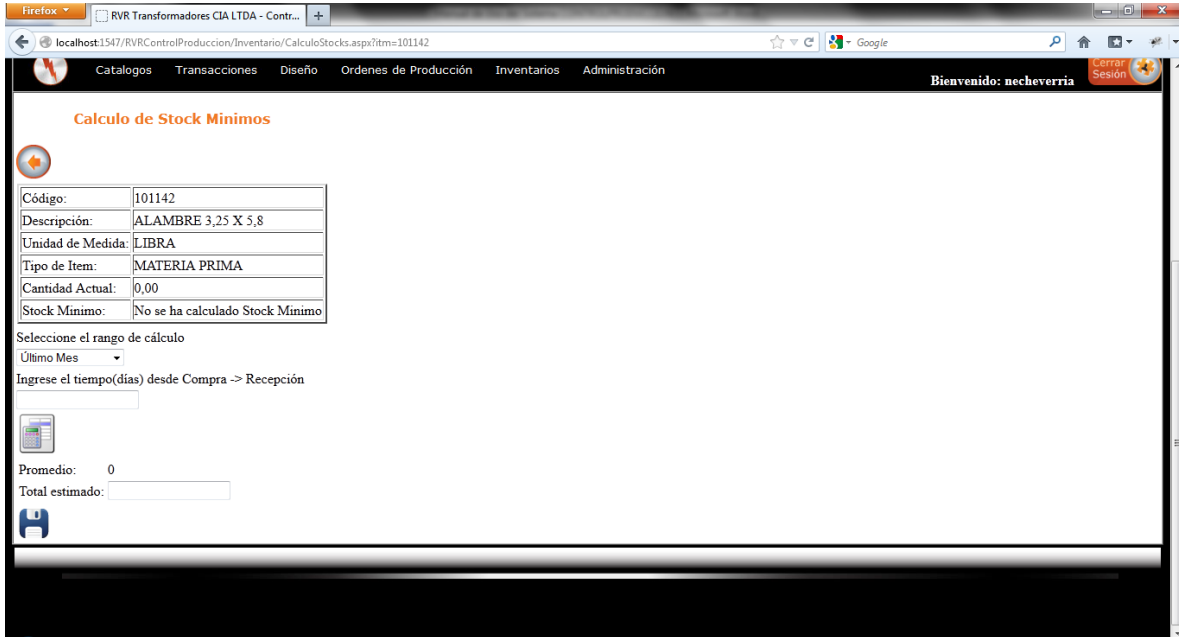 Firefox
RVR Transformadores CIA LTDA - Contr...
localhost:1547/RVRControlProduccion/Inventario/CalculoStocks.aspx?itm=101142
Google
Catalogos Transacciones Diseño Ordenes de Producción Inventarios Administración
Bienvenido: necheverria
Cerrar
Sesión
Calculo de Stock Minimos
Código: 101142
Descripción: ALAMBRE 3,25 X 5,8
Unidad de Medida: LIBRA
Tipo de Item: MATERIA PRIMA
Cantidad Actual: 0,00
Stock Minimo: No se ha calculado Stock Minimo
Seleccione el rango de cálculo
Último Mes
Ingrese el tiempo(días) desde Compra -> Recepción
Promedio: 0
Total estimado: